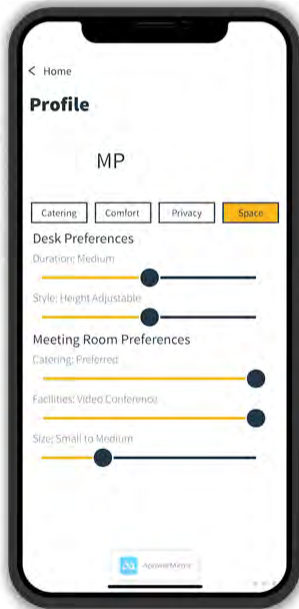 < Home
Profile
MP
Catering Comfort Privacy Space
Desk Preferences
Duration: Medium
Style: Height Adjustable
Meeting Room Preferences
Catering: Preferred
Facilities: Video Conference
Size: Small to Medium
ApowerMirror